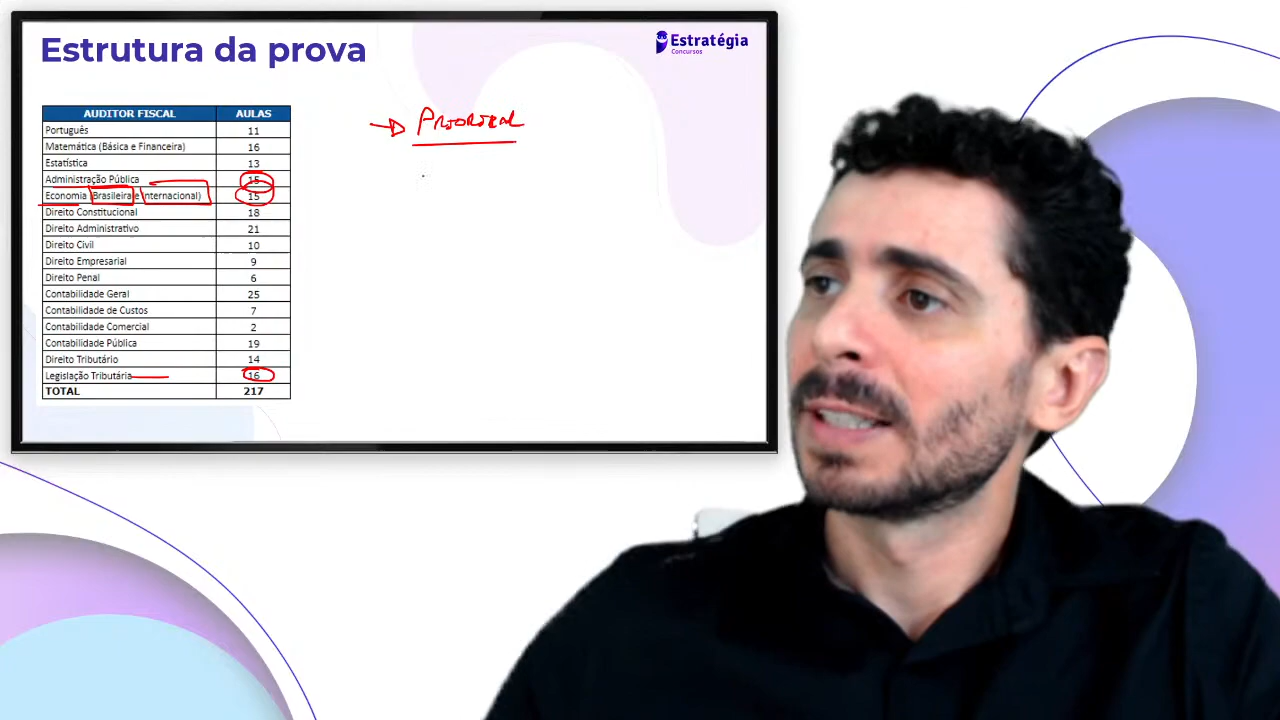 Estrutura da prova
Estratégia
Concursos
AUDITOR FISCAL AULAS
Português 11
Matemática (Básica e Financeira) 16
Estatística 13
Administração Pública 15
Economia (Brasileira e Internacional) 15
Direito Constitucional 18
Direito Administrativo 21
Direito Civil 10
Direito Empresarial 9
Direito Penal 6
Contabilidade Geral 25
Contabilidade de Custos 7
Contabilidade Comercial 2
Contabilidade Pública 19
Direito Tributário 14
Legislação Tributária 16
TOTAL 217